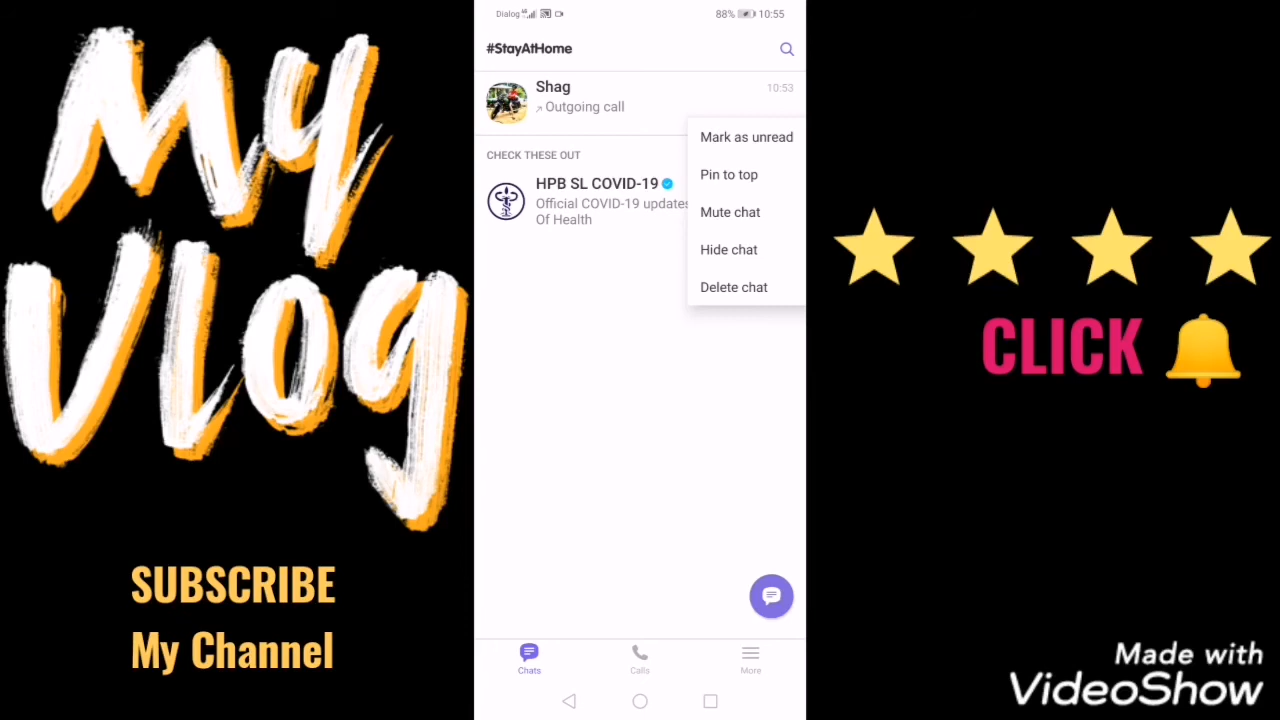 My
Vlog
SUBSCRIBE
My Channel
Dialog 88% 10:55
#StayAtHome
Shag 10:53
Outgoing call
Mark as unread
CHECK THESE OUT
Pin to top
HPB SL COVID-19
Official COVID-19 updates
Of Health
Mute chat
Hide chat
Delete chat
Chats Calls More
CLICK
Made with
VideoShow